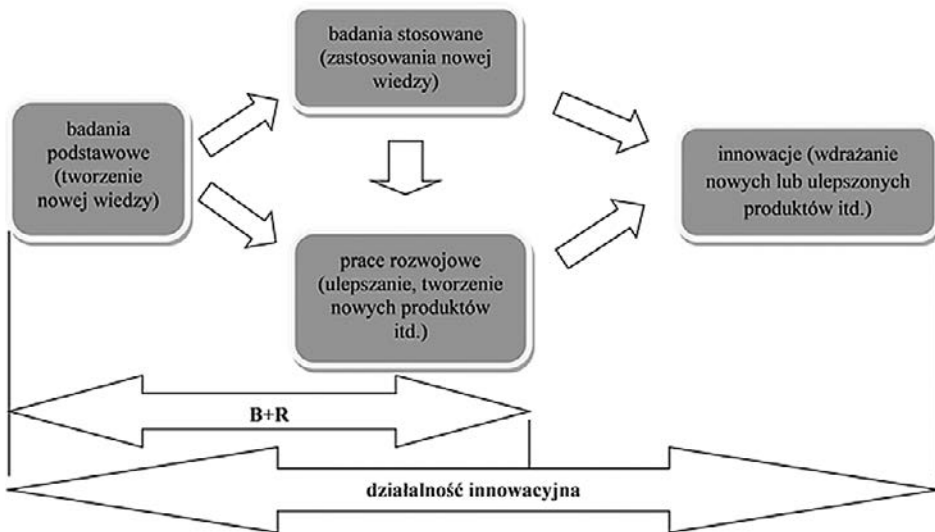 badania stosowane
(zastosowania nowej
wiedzy)
badania
podstawowe
(tworzenie
nowej wiedzy)
innowacje (wdrażanie
nowych lub ulepszonych
produktów itd.)
prace rozwojowe
(ulepszanie, tworzenie
nowych produktów
itd.)
B+R
działalność innowacyjna